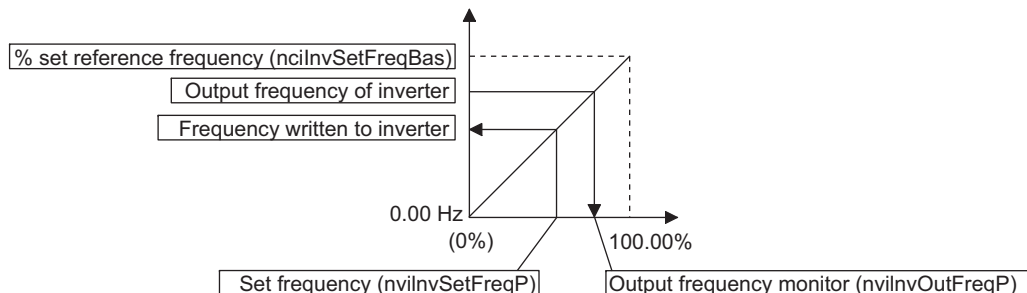 % set reference frequency (nciInvSetFreqBas)
Output frequency of inverter
Frequency written to inverter
0.00 Hz
(0%)
100.00%
Set frequency (nviInvSetFreqP)
Output frequency monitor (nviInvOutFreqP)